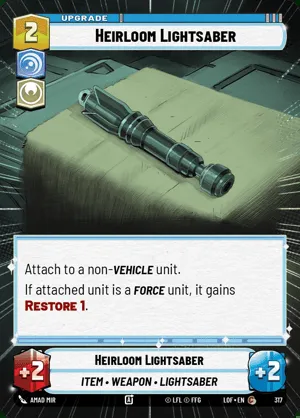 UPGRADE
2
HEIRLOOM LIGHTSABER
Attach to a non-VEHICLE unit.
If attached unit is a FORCE unit, it gains
RESTORE 1.
+2
HEIRLOOM LIGHTSABER
ITEM • WEAPON • LIGHTSABER
+2
AMAD MIR
© LFL © FFG
LOF • EN
317